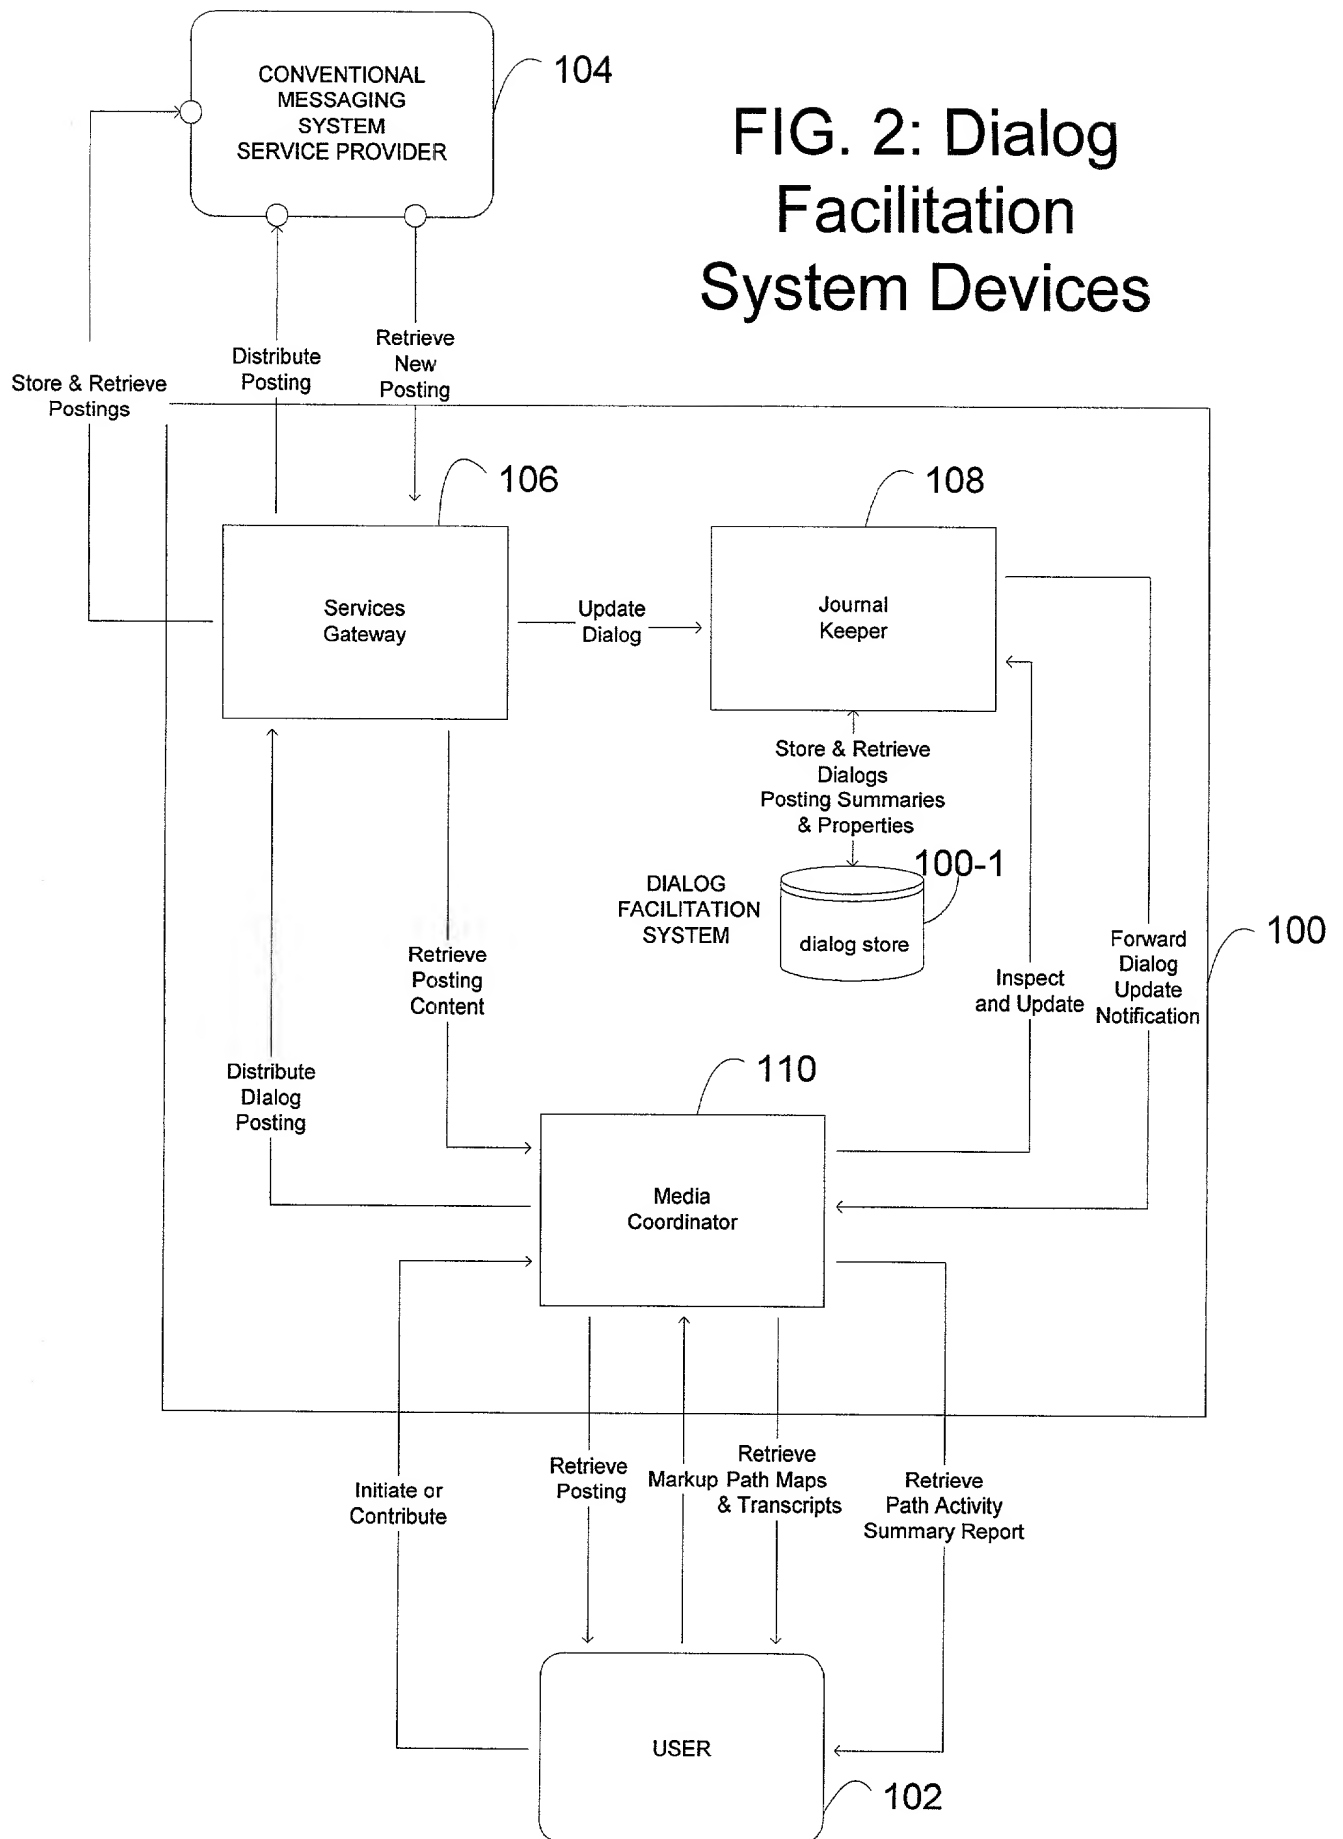 CONVENTIONAL
MESSAGING
SYSTEM
SERVICE PROVIDER
104
FIG. 2: Dialog
Facilitation
System Devices
Store & Retrieve
Postings
Distribute
Posting
Retrieve
New
Posting
106
108
Services
Gateway
Update
Dialog
Journal
Keeper
Store & Retrieve
Dialogs
Posting Summaries
& Properties
100-1
DIALOG
FACILITATION
SYSTEM
dialog store
100
Retrieve
Posting
Content
Inspect
and Update
Forward
Dialog
Update
Notification
Distribute
DIalog
Posting
110
Media
Coordinator
Initiate or
Contribute
Retrieve
Posting
Markup
Retrieve
Path Maps
& Transcripts
Retrieve
Path Activity
Summary Report
USER
102